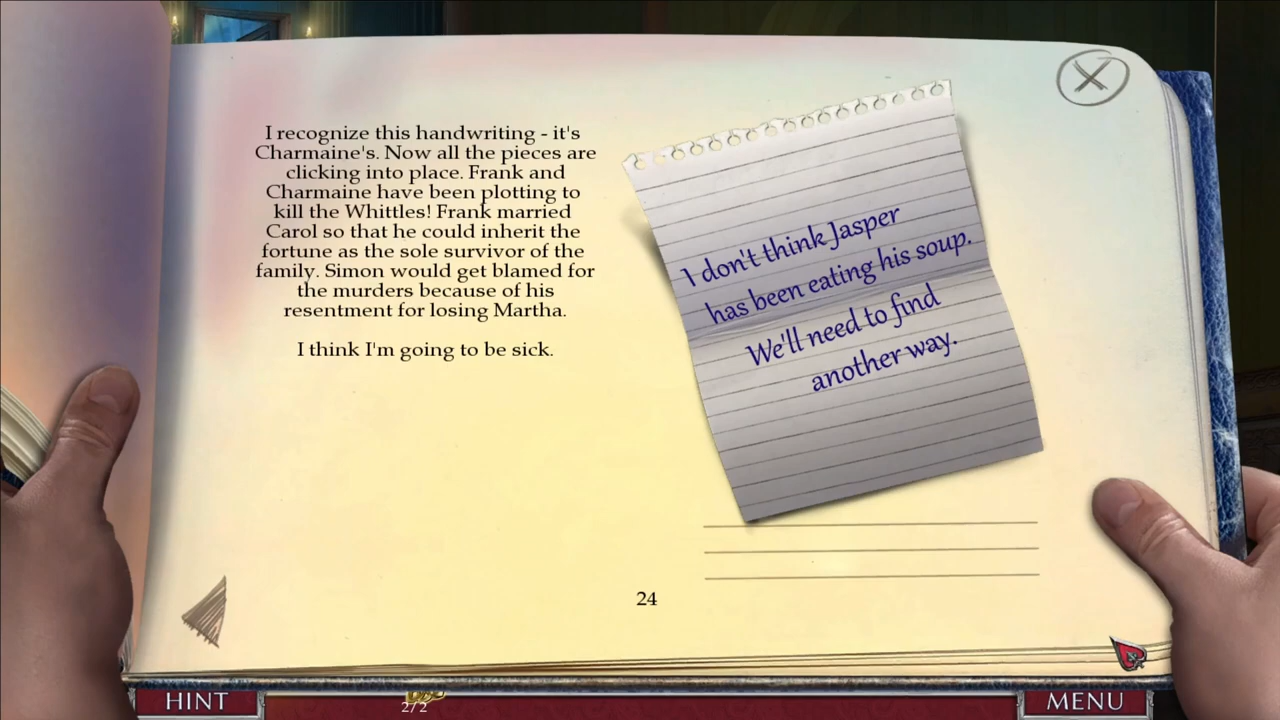 I recognize this handwriting - it's
Charmaine's. Now all the pieces are
clicking into place. Frank and
Charmaine have been plotting to
kill the Whittles! Frank married
Carol so that he could inherit the
fortune as the sole survivor of the
family. Simon would get blamed for
the murders because of his
resentment for losing Martha.
I think I'm going to be sick.
I don't think Jasper
has been eating his soup.
We'll need to find
another way.
24
HINT
2/2
MENU